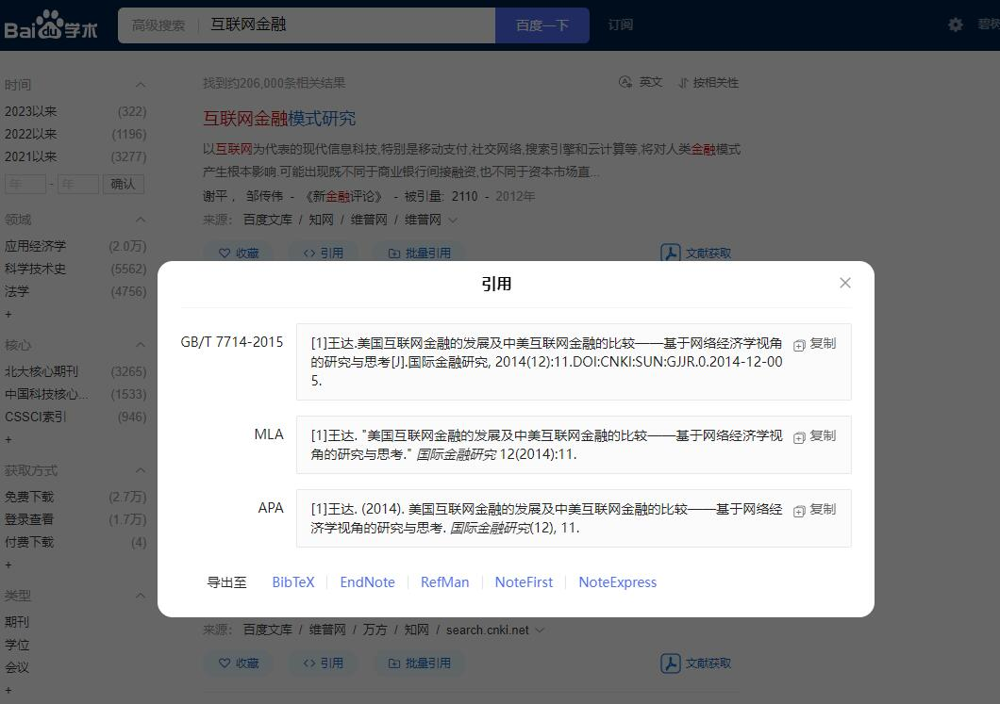 Bai du 学术
高级搜索 互联网金融 百度一下 订阅
时间
2023以来 (322)
2022以来 (1196)
2021以来 (3277)
年 - 年 确认
领域
应用经济学 (2.0万)
科学技术史 (5562)
法学 (4756)
+
核心
北大核心期刊 (3265)
中国科技核心... (1533)
CSSCI索引 (946)
+
获取方式
免费下载 (2.7万)
登录查看 (1.7万)
付费下载 (4)
+
类型
期刊
学位
会议
+
找到约206,000条相关结果 英文 按相关性
互联网金融模式研究
以互联网为代表的现代信息科技,特别是移动支付,社交网络,搜索引擎和云计算等,将对人类金融模式
产生根本影响.可能出现既不同于商业银行间接融资,也不同于资本市场直...
谢平 ,  邹传伟 - 《新金融评论》 - 被引量: 2110 - 2012年
来源: 百度文库 / 知网 / 维普网 / 维普网
收藏 <> 引用 批量引用 文献获取
引用
GB/T 7714-2015
[1]王达.美国互联网金融的发展及中美互联网金融的比较——基于网络经济学视角
的研究与思考[J].国际金融研究, 2014(12):11.DOI:CNKI:SUN:GJJR.0.2014-12-00
5.
复制
MLA
[1]王达. "美国互联网金融的发展及中美互联网金融的比较——基于网络经济学视
角的研究与思考." 国际金融研究 12(2014):11.
复制
APA
[1]王达. (2014). 美国互联网金融的发展及中美互联网金融的比较——基于网络经
济学视角的研究与思考. 国际金融研究(12), 11.
复制
导出至 BibTeX EndNote RefMan NoteFirst NoteExpress
来源: 百度文库 / 维普网 / 万方 / 知网 / search.cnki.net
收藏 <> 引用 批量引用 文献获取